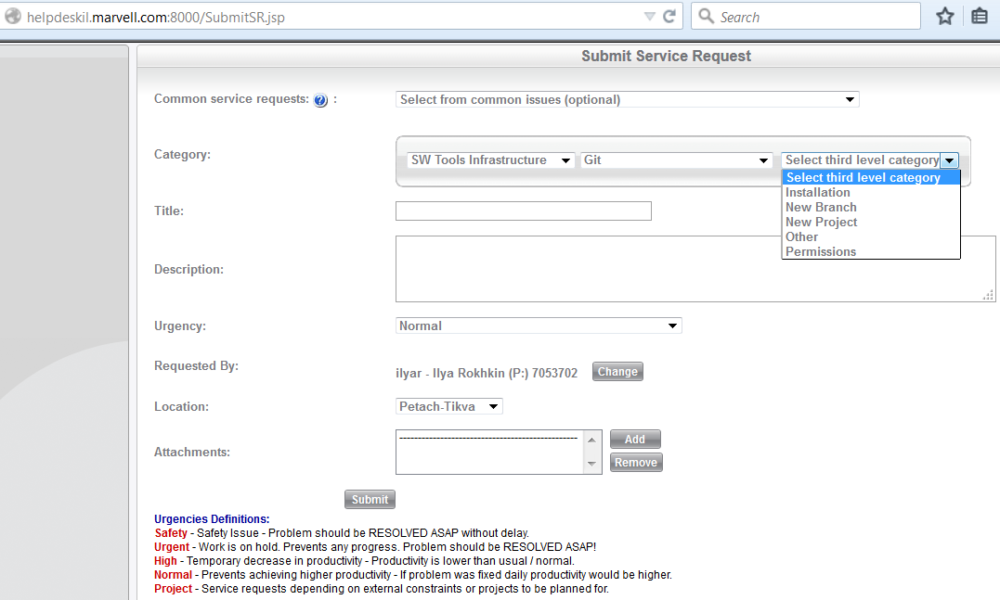 helpdeskil.marvell.com:8000/SubmitSR.jsp
Search
Submit Service Request
Common service requests: ? :
Select from common issues (optional)
Category:
SW Tools Infrastructure
Git
Select third level category
Select third level category
Installation
New Branch
New Project
Other
Permissions
Title:
Description:
Urgency:
Normal
Requested By:
ilyar - Ilya Rokhkin (P:) 7053702
Change
Location:
Petach-Tikva
Attachments:
------------------------------------------------
Add
Remove
Submit
Urgencies Definitions:
Safety - Safety Issue - Problem should be RESOLVED ASAP without delay.
Urgent - Work is on hold. Prevents any progress. Problem should be RESOLVED ASAP!
High - Temporary decrease in productivity - Productivity is lower than usual / normal.
Normal - Prevents achieving higher productivity - If problem was fixed daily productivity would be higher.
Project - Service requests depending on external constraints or projects to be planned for.